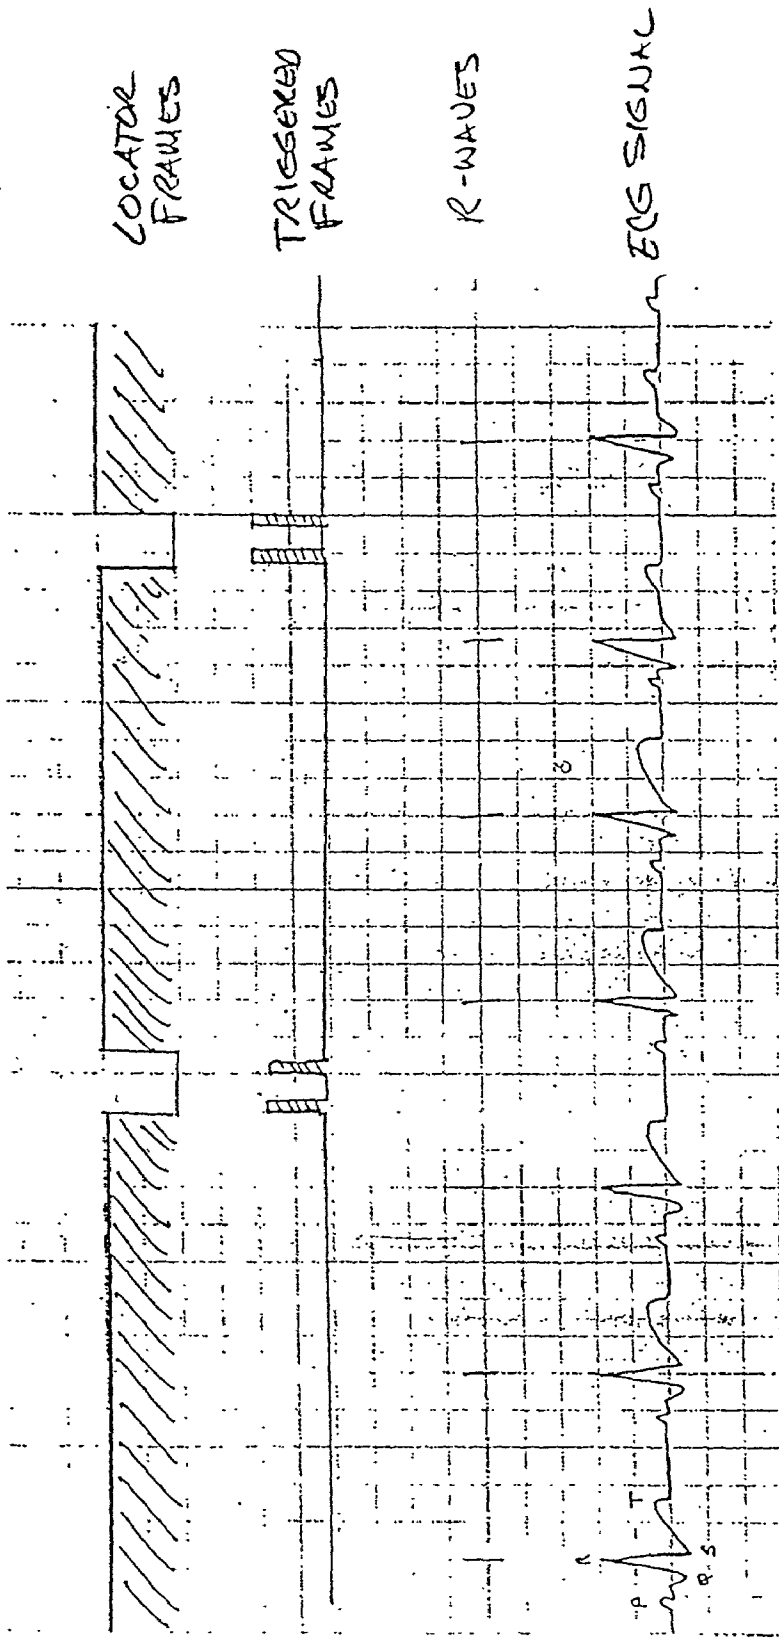 LOCATOR
FRAMES
TRIGGERED
FRAMES
R-WAVES
ECG SIGNAL
P
Q
R
S
T